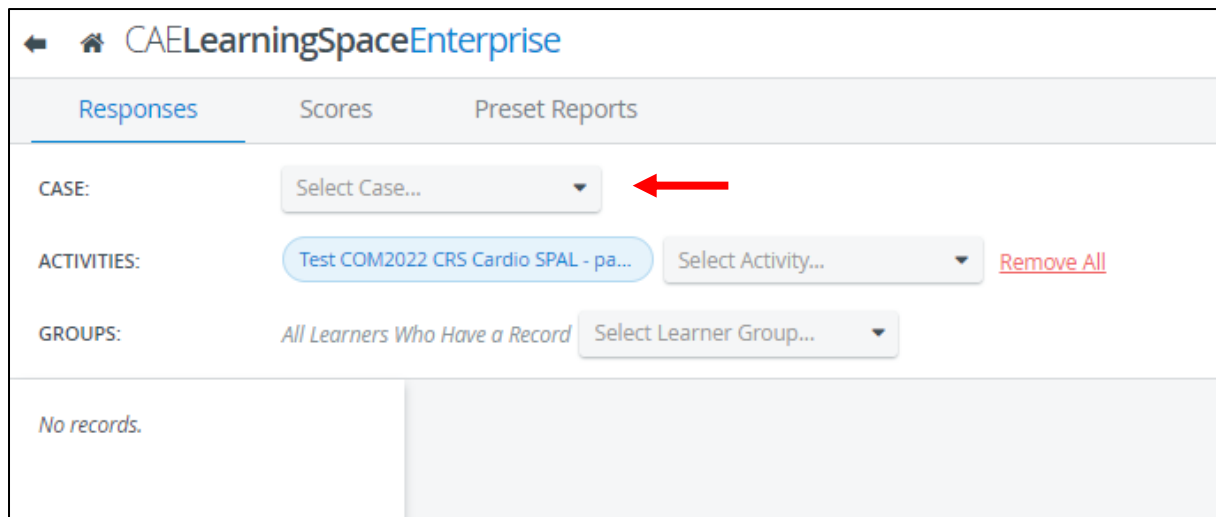 CAELearningSpaceEnterprise
Responses Scores Preset Reports
CASE: Select Case...
ACTIVITIES: Test COM2022 CRS Cardio SPAL - pa... Select Activity... Remove All
GROUPS: All Learners Who Have a Record Select Learner Group...
No records.